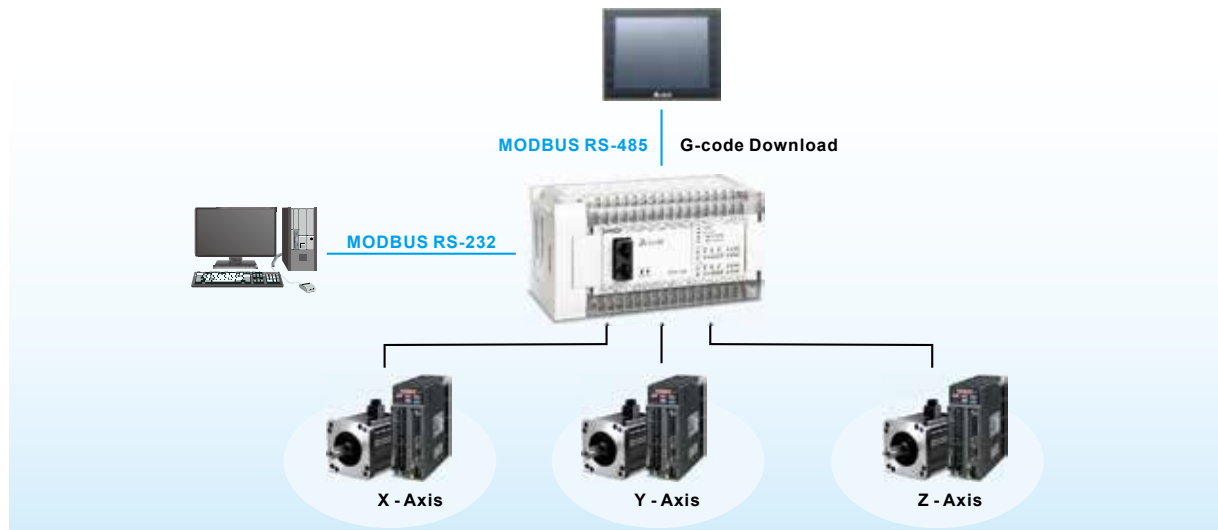 MODBUS RS-485
G-code Download
MODBUS RS-232
X - Axis
Y - Axis
Z - Axis